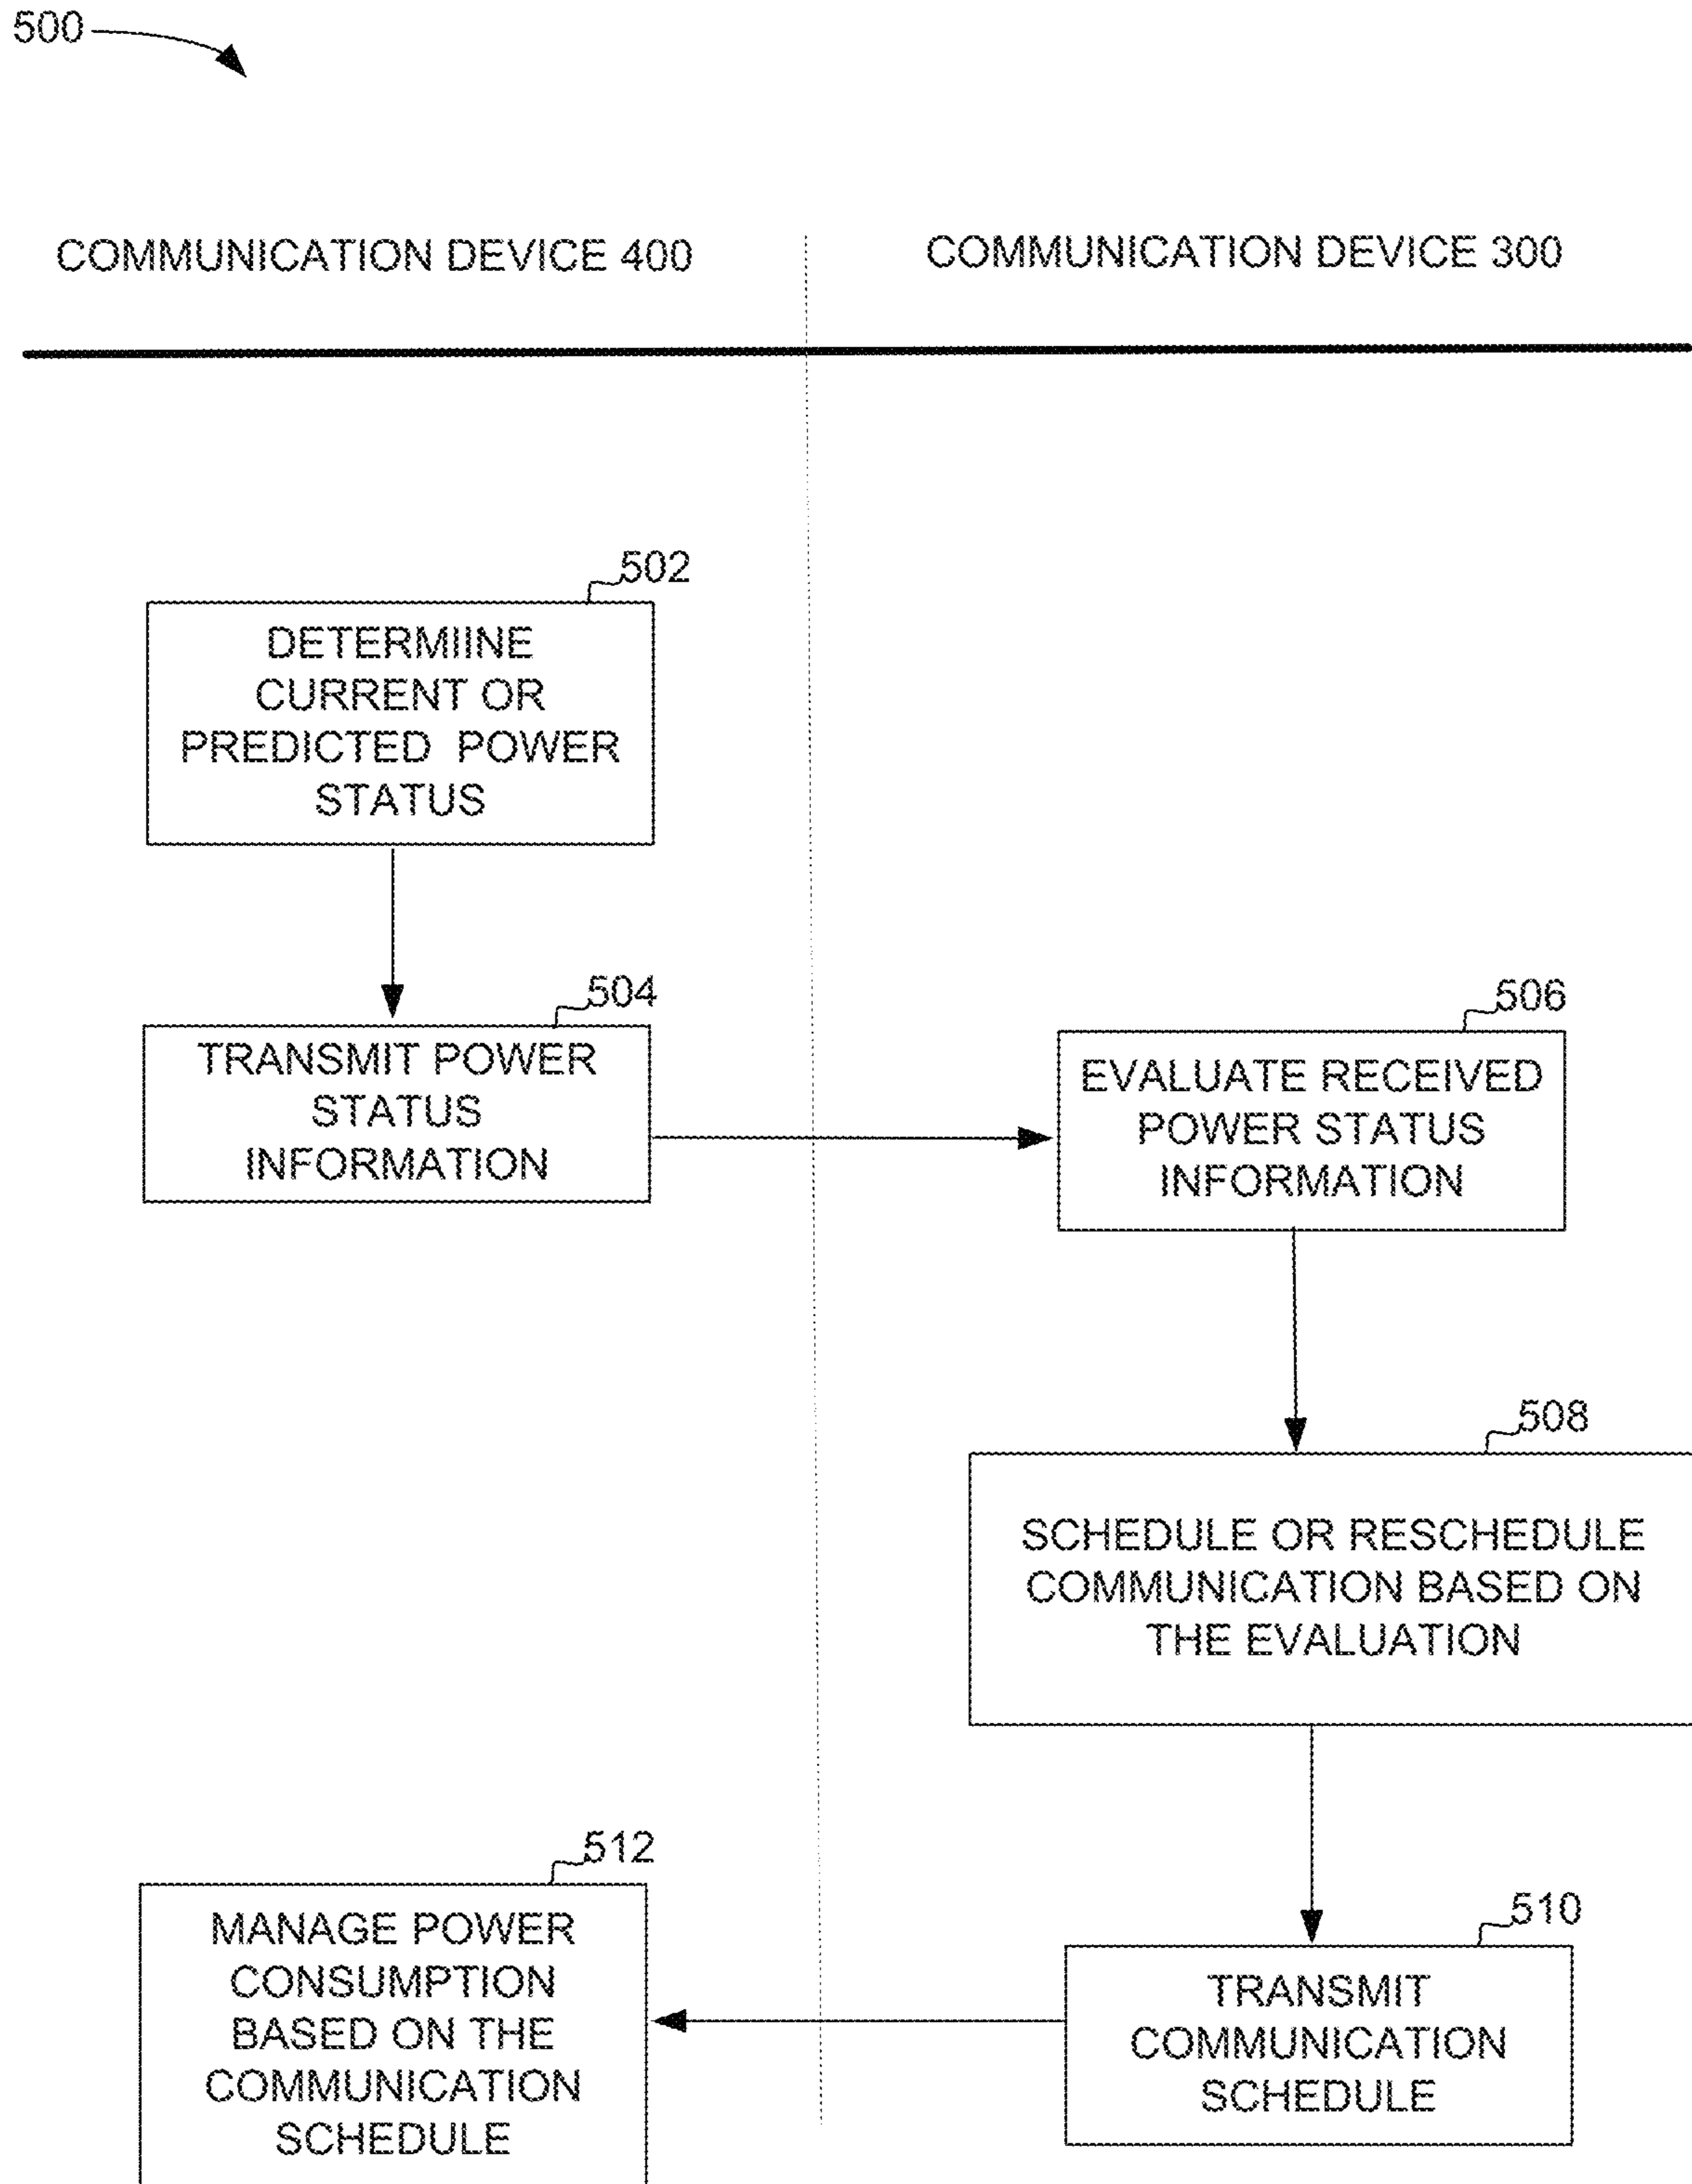 500
COMMUNICATION DEVICE 400
COMMUNICATION DEVICE 300
502
DETERMIINE
CURRENT OR
PREDICTED POWER
STATUS
504
TRANSMIT POWER
STATUS
INFORMATION
506
EVALUATE RECEIVED
POWER STATUS
INFORMATION
508
SCHEDULE OR RESCHEDULE
COMMUNICATION BASED ON
THE EVALUATION
510
TRANSMIT
COMMUNICATION
SCHEDULE
512
MANAGE POWER
CONSUMPTION
BASED ON THE
COMMUNICATION
SCHEDULE